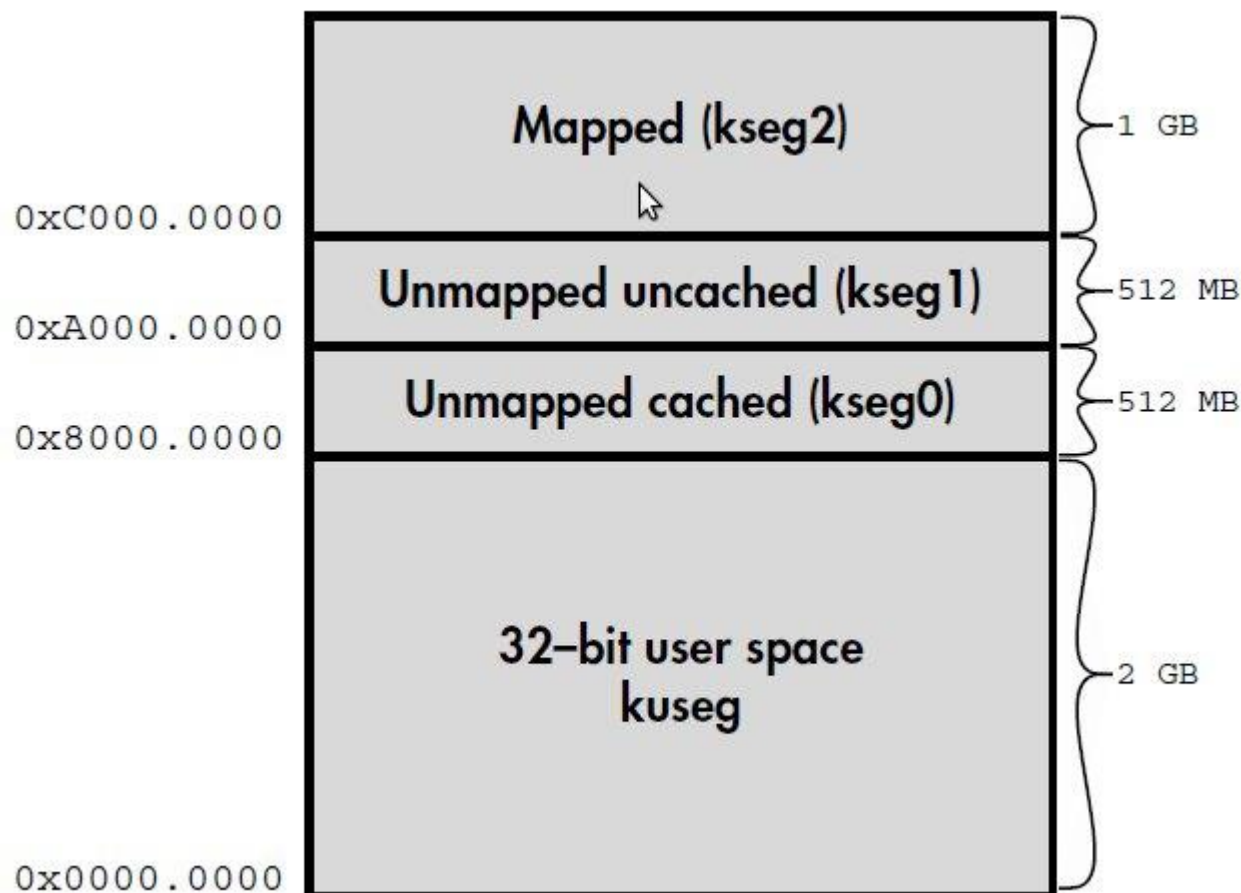 Mapped (kseg2)
1 GB
0xC000.0000
Unmapped uncached (kseg1)
512 MB
0xA000.0000
Unmapped cached (kseg0)
512 MB
0x8000.0000
32–bit user space
kuseg
2 GB
0x0000.0000